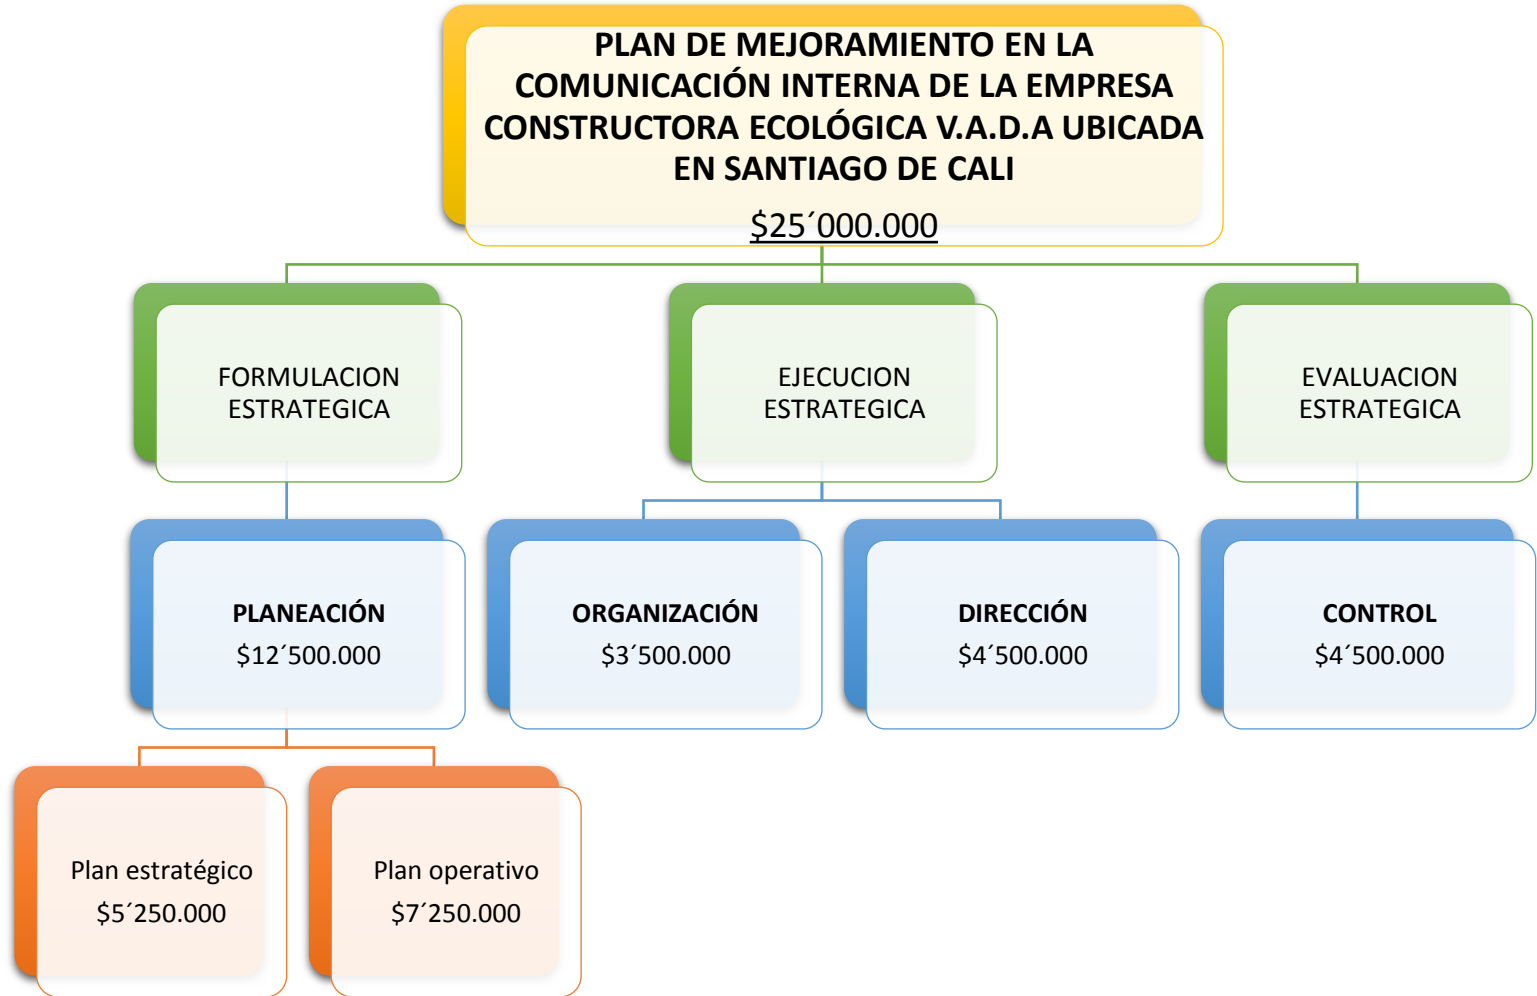 PLAN DE MEJORAMIENTO EN LA
COMUNICACIÓN INTERNA DE LA EMPRESA
CONSTRUCTORA ECOLÓGICA V.A.D.A UBICADA
EN SANTIAGO DE CALI
$25´000.000
FORMULACION
ESTRATEGICA
EJECUCION
ESTRATEGICA
EVALUACION
ESTRATEGICA
PLANEACIÓN
$12´500.000
ORGANIZACIÓN
$3´500.000
DIRECCIÓN
$4´500.000
CONTROL
$4´500.000
Plan estratégico
$5´250.000
Plan operativo
$7´250.000